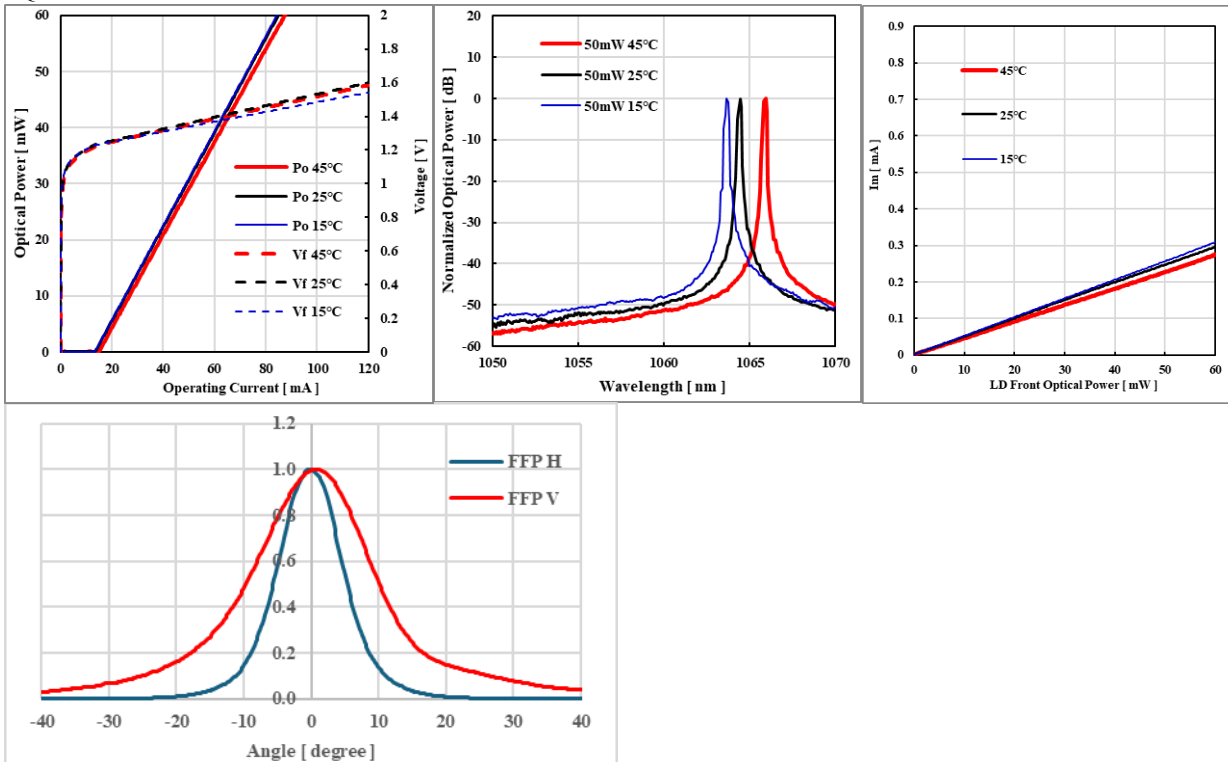 60
50
40
30
20
10
0
Optical Power [ mW ]
2
1.8
1.6
1.4
1.2
1
0.8
0.6
0.4
0.2
0
Voltage [ V ]
Po 45°C
Po 25°C
Po 15°C
Vf 45°C
Vf 25°C
Vf 15°C
0 20 40 60 80 100 120
Operating Current [ mA ]
20
10
0
-10
-20
-30
-40
-50
-60
Normalized Optical Power [ dB ]
50mW 45°C
50mW 25°C
50mW 15°C
1050 1055 1060 1065 1070
Wavelength [ nm ]
0.9
0.8
0.7
0.6
0.5
0.4
0.3
0.2
0.1
0
Im [ mA ]
45°C
25°C
15°C
0 10 20 30 40 50 60
LD Front Optical Power [ mW ]
1.2
1.0
0.8
0.6
0.4
0.2
0.0
FFP H
FFP V
-40 -30 -20 -10 0 10 20 30 40
Angle [ degree ]